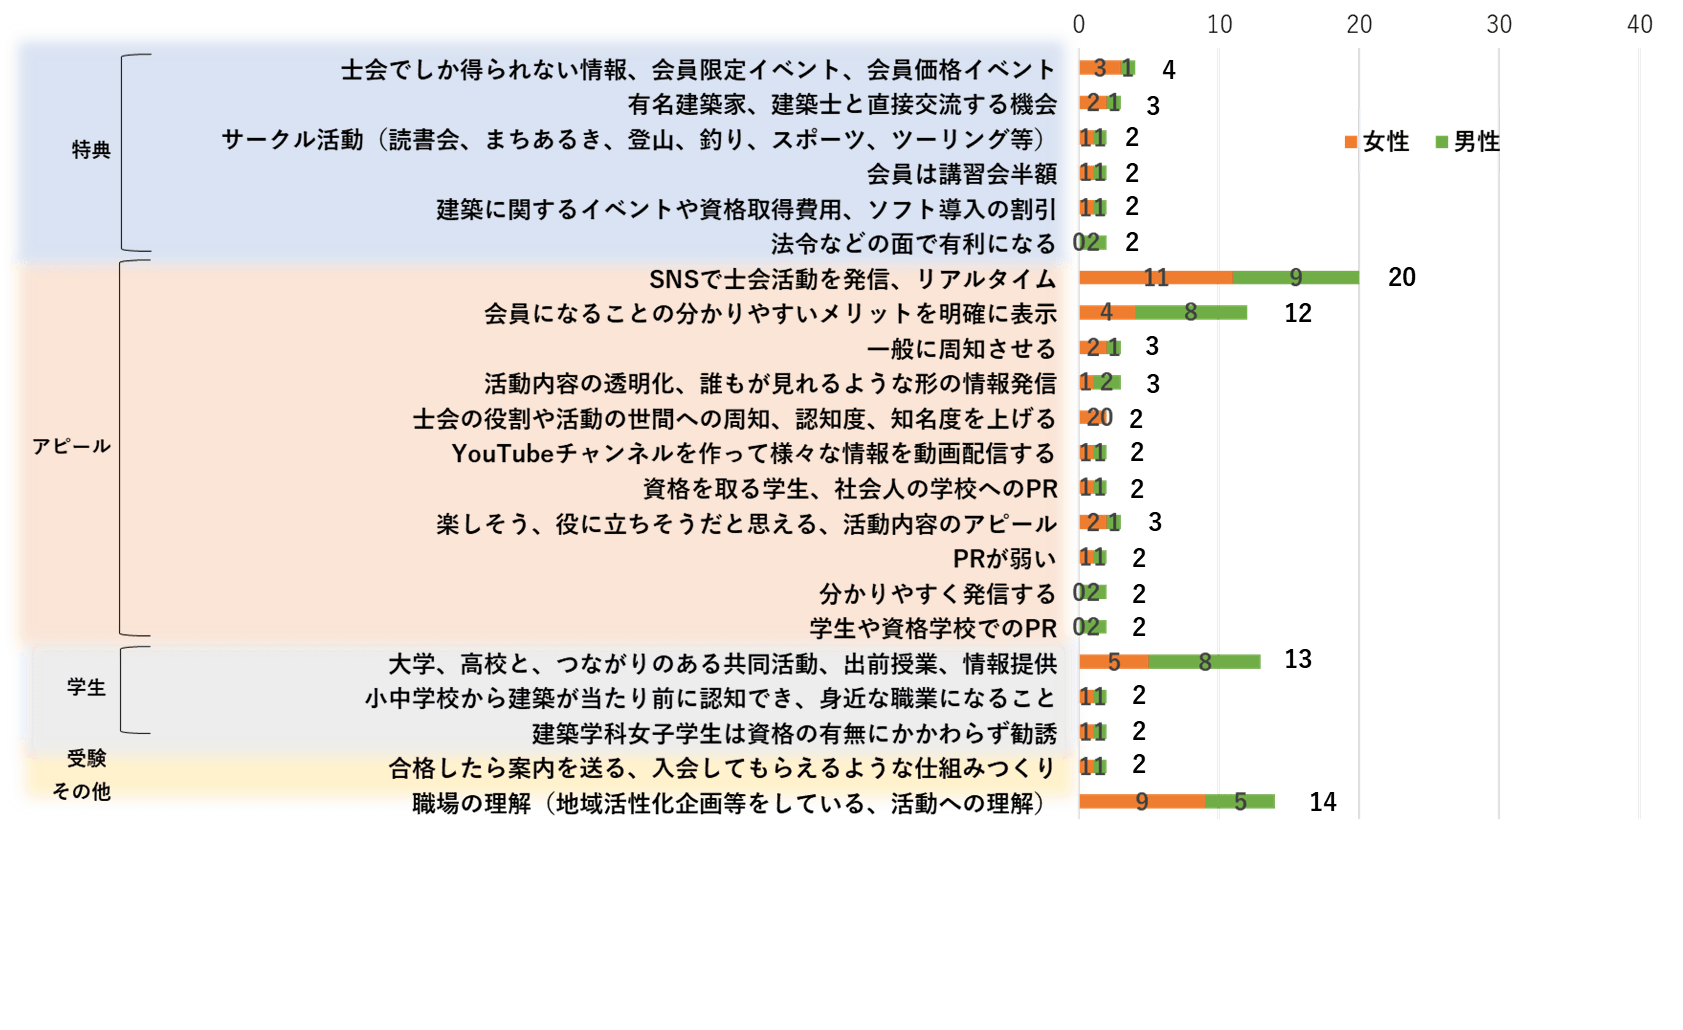 0 10 20 30 40
女性 男性
特典
士会でしか得られない情報、会員限定イベント、会員価格イベント 3 1 4
有名建築家、建築士と直接交流する機会 2 1 3
サークル活動（読書会、まちあるき、登山、釣り、スポーツ、ツーリング等） 1 1 2
会員は講習会半額 1 1 2
建築に関するイベントや資格取得費用、ソフト導入の割引 1 1 2
法令などの面で有利になる 0 2 2
アピール
SNSで士会活動を発信、リアルタイム 11 9 20
会員になることの分かりやすいメリットを明確に表示 4 8 12
一般に周知させる 2 1 3
活動内容の透明化、誰もが見れるような形の情報発信 1 2 3
士会の役割や活動の世間への周知、認知度、知名度を上げる 2 0 2
YouTubeチャンネルを作って様々な情報を動画配信する 1 1 2
資格を取る学生、社会人の学校へのPR 1 1 2
楽しそう、役に立ちそうだと思える、活動内容のアピール 2 1 3
PRが弱い 1 1 2
分かりやすく発信する 0 2 2
学生や資格学校でのPR 0 2 2
学生
大学、高校と、つながりのある共同活動、出前授業、情報提供 5 8 13
小中学校から建築が当たり前に認知でき、身近な職業になること 1 1 2
建築学科女子学生は資格の有無にかかわらず勧誘 1 1 2
受験
合格したら案内を送る、入会してもらえるような仕組みつくり 1 1 2
その他
職場の理解（地域活性化企画等をしている、活動への理解） 9 5 14